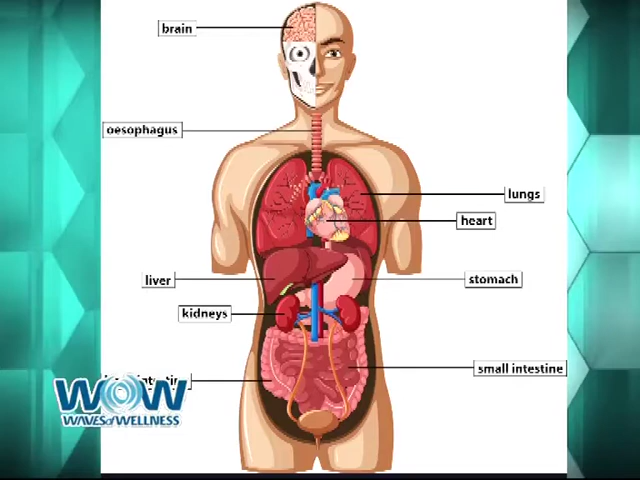 brain
oesophagus
lungs
heart
liver
stomach
kidneys
small intestine
WOW
WAVES of WELLNESS